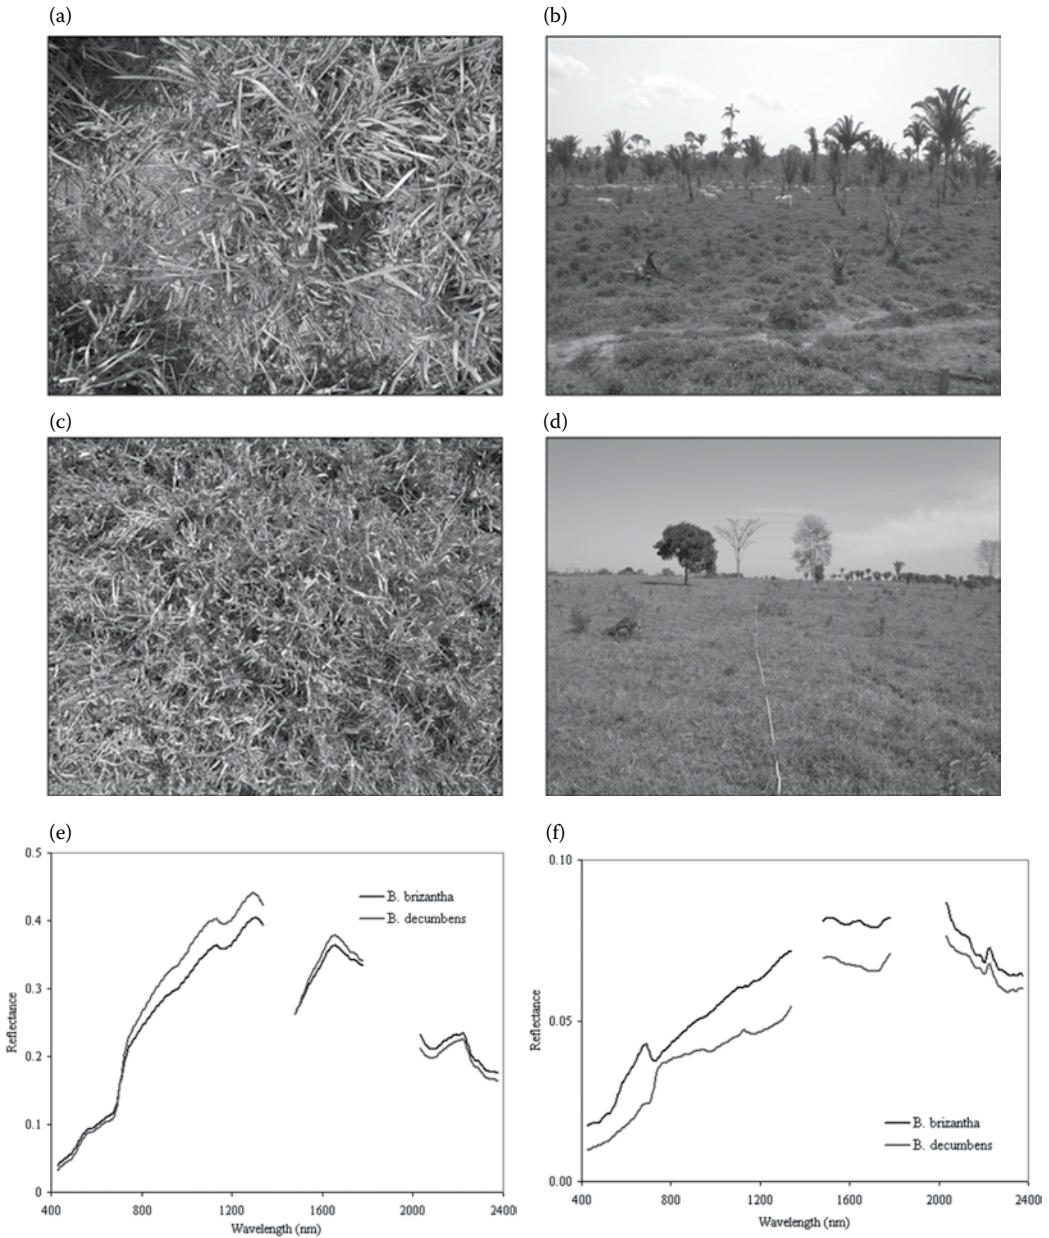 (a)
(b)
(c)
(d)
(e)
(f)
0.5
0.4
0.3
0.2
0.1
0
Reflectance
B. brizantha
B. decumbens
400 800 1200 1600 2000 2400
Wavelength (nm)
0.10
0.05
0.00
Reflectance
B. brizantha
B. decumbens
400 800 1200 1600 2000 2400
Wavelength (nm)